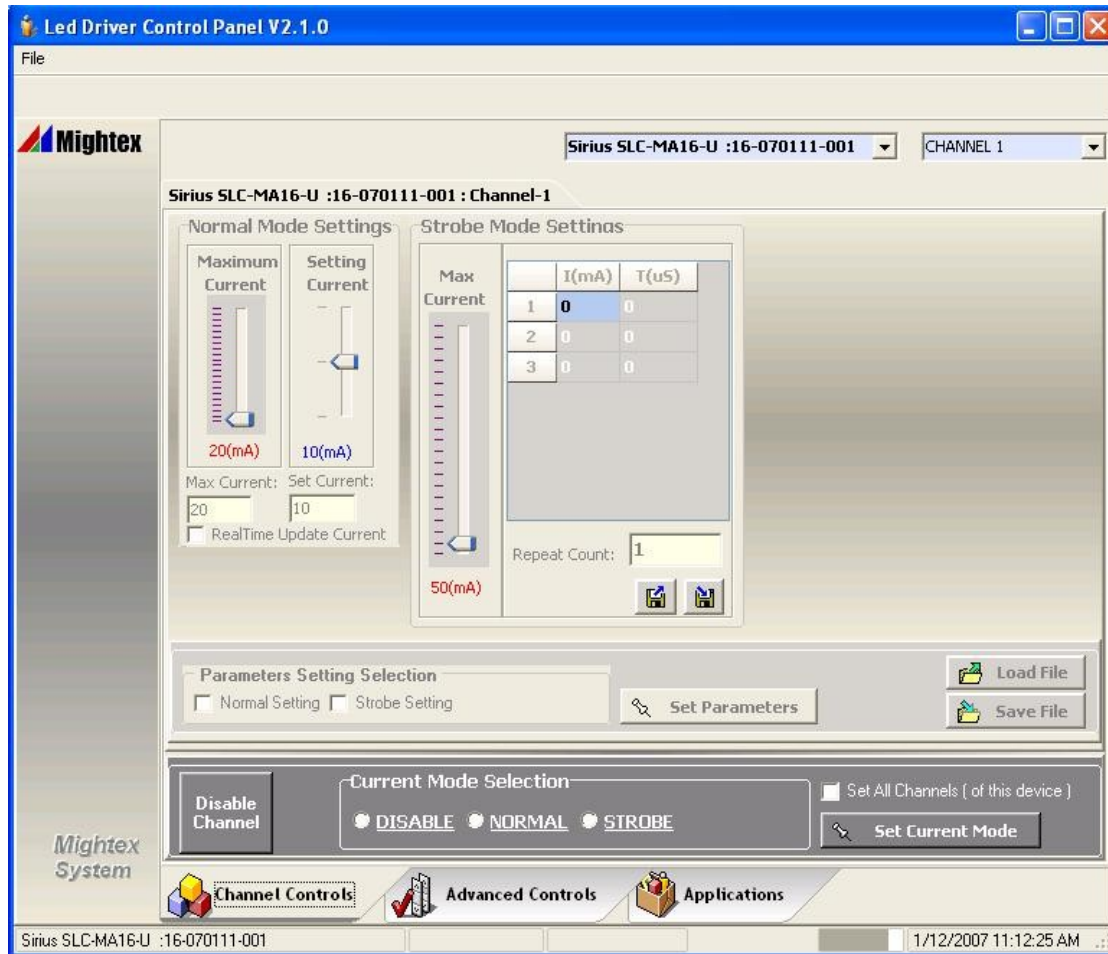 Led Driver Control Panel V2.1.0
File
Mightex
Sirius SLC-MA16-U :16-070111-001
CHANNEL 1
Sirius SLC-MA16-U :16-070111-001 : Channel-1
Normal Mode Settings
Strobe Mode Settings
Maximum Current
Setting Current
20(mA)
10(mA)
Max Current:
Set Current:
20
10
RealTime Update Current
Max Current
50(mA)
I(mA) T(uS)
1 0 0
2 0 0
3 0 0
Repeat Count: 1
Parameters Setting Selection
Normal Setting
Strobe Setting
Set Parameters
Load File
Save File
Disable Channel
Current Mode Selection
DISABLE
NORMAL
STROBE
Set All Channels ( of this device )
Set Current Mode
Mightex System
Channel Controls
Advanced Controls
Applications
Sirius SLC-MA16-U :16-070111-001
1/12/2007 11:12:25 AM